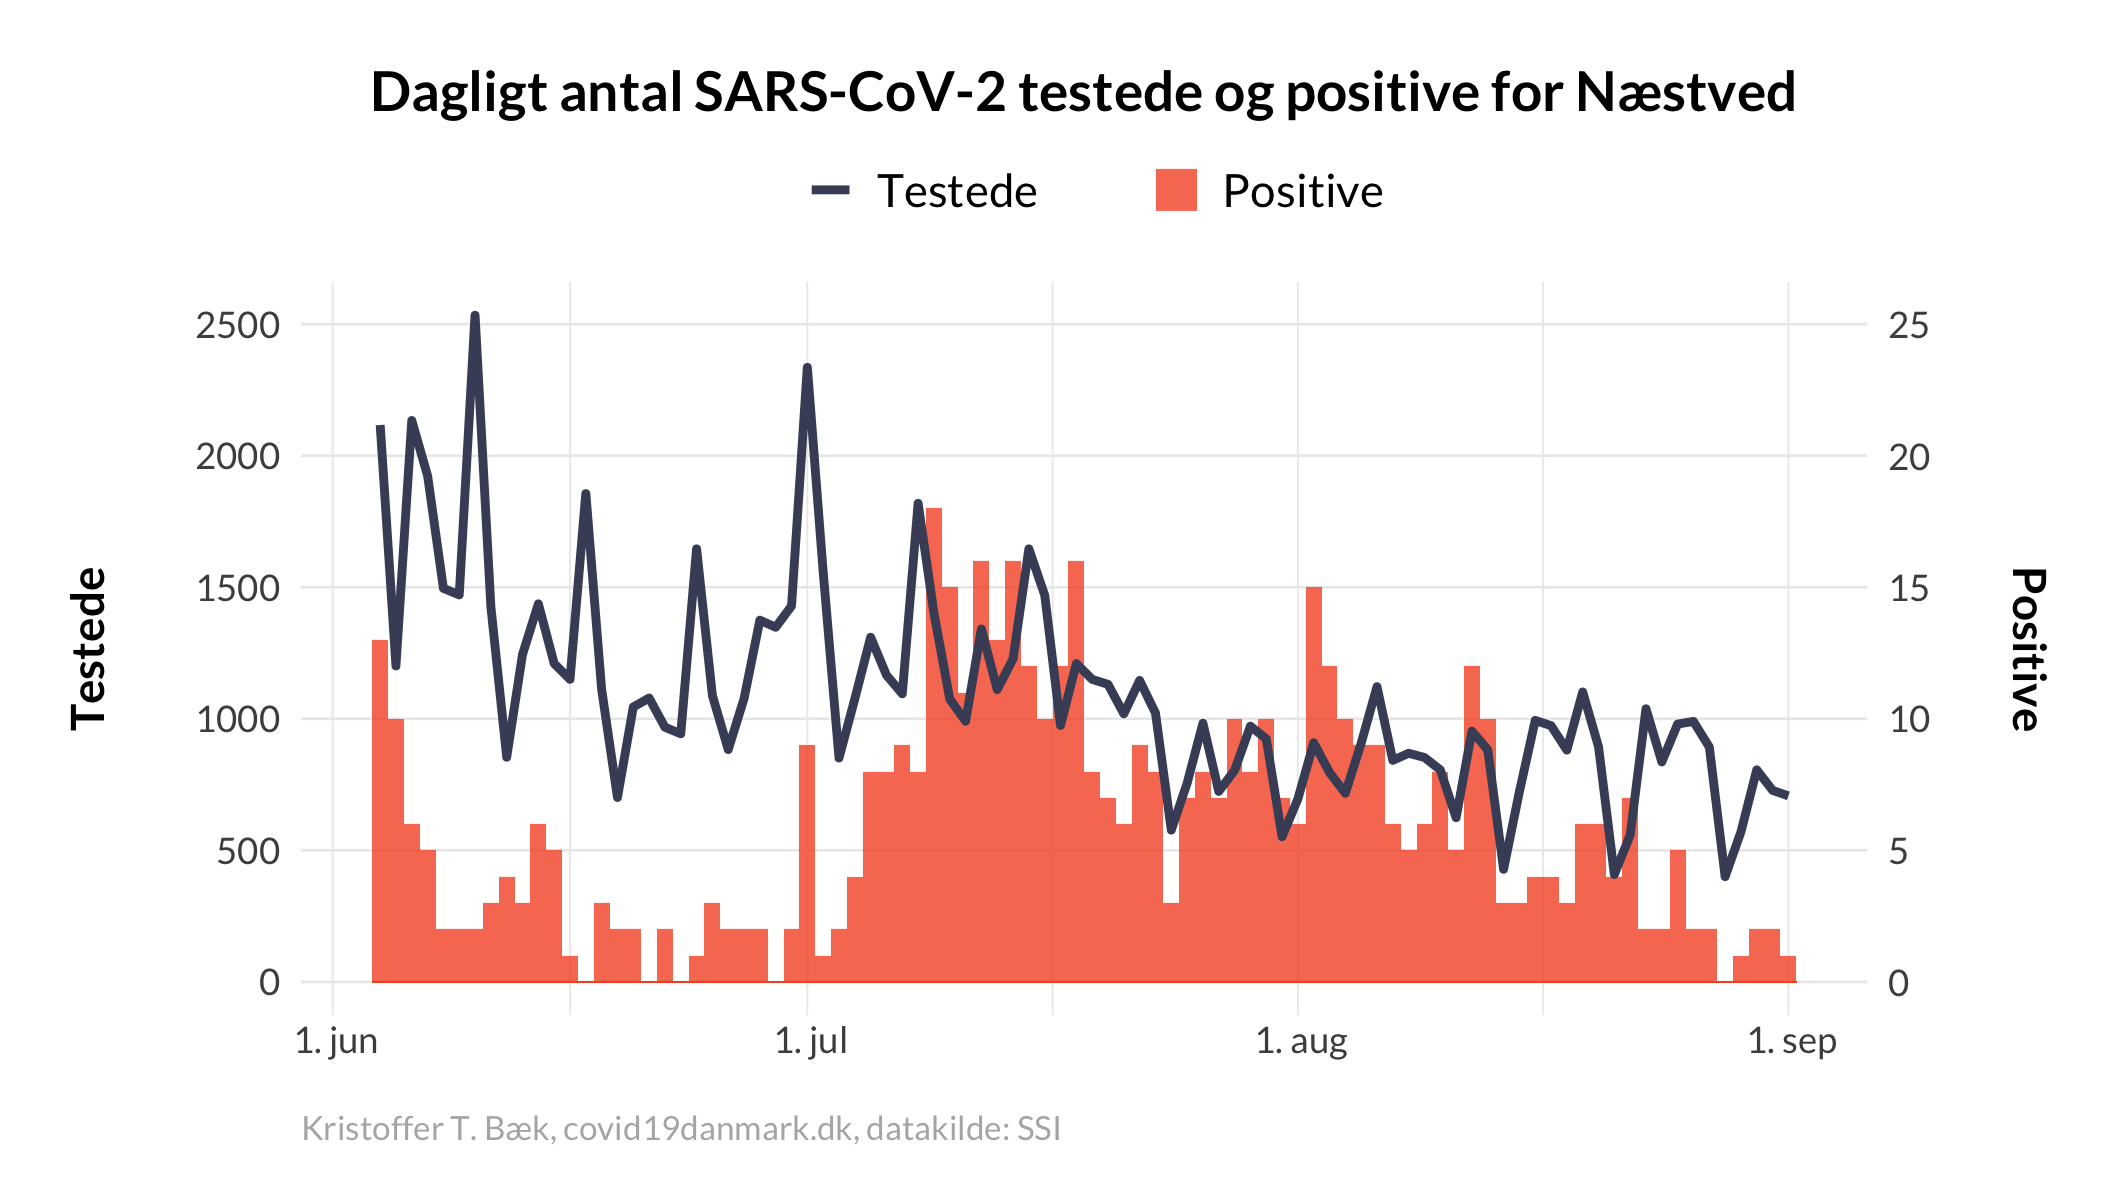 Dagligt antal SARS-CoV-2 testede og positive for Næstved
Testede
Positive
2500
2000
1500
1000
500
0
Testede
25
20
15
10
5
0
Positive
1. jun
1. jul
1. aug
1. sep
Kristoffer T. Bæk, covid19danmark.dk, datakilde: SSI